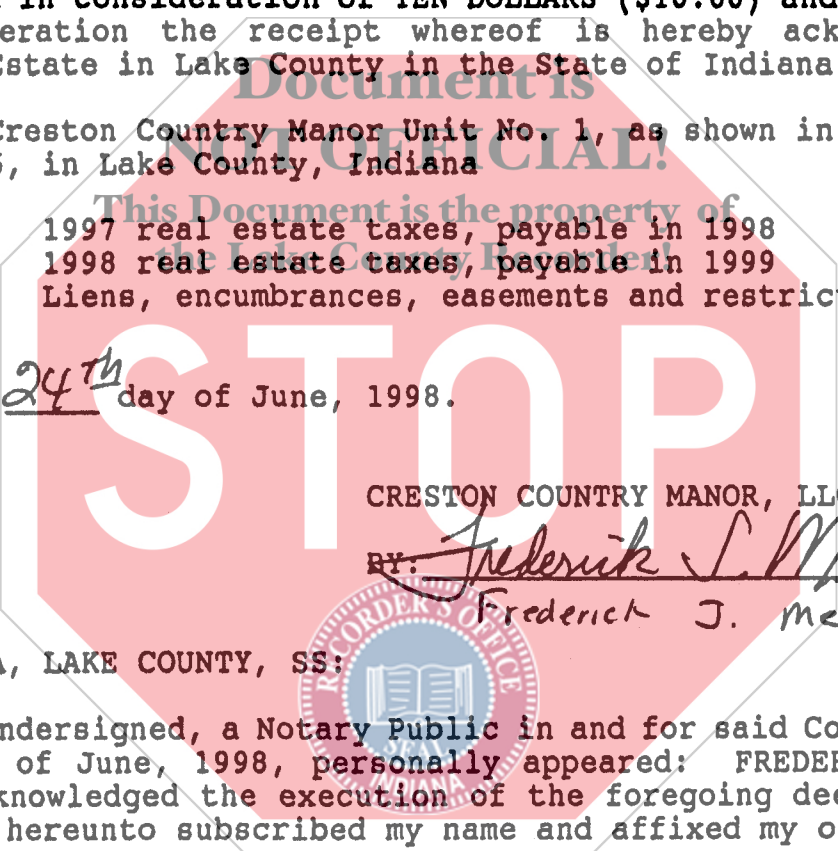 in consideration of TEN DOLLARS ($10.00) and
eration the receipt whereof is hereby ack
Estate in Lake County in the State of Indiana
Document is
Creston Country Manor Unit No. 1, as shown in
NOT OFFICIAL!
, in Lake County, Indiana
This Document is the property of
1997 real estate taxes, payable in 1998
the Lake County Recorder!
1998 real estate taxes, payable in 1999
Liens, encumbrances, easements and restric
STOP
24th day of June, 1998.
CRESTON COUNTRY MANOR, LL
BY: Frederick J. M
Frederick J. Mc
RECORDER'S OFFICE
A, LAKE COUNTY, SS:
ndersigned, a Notary Public in and for said Co
SEAL
of June, 1998, personally appeared: FREDER
INDIANA
knowledged the execution of the foregoing dee
hereunto subscribed my name and affixed my o